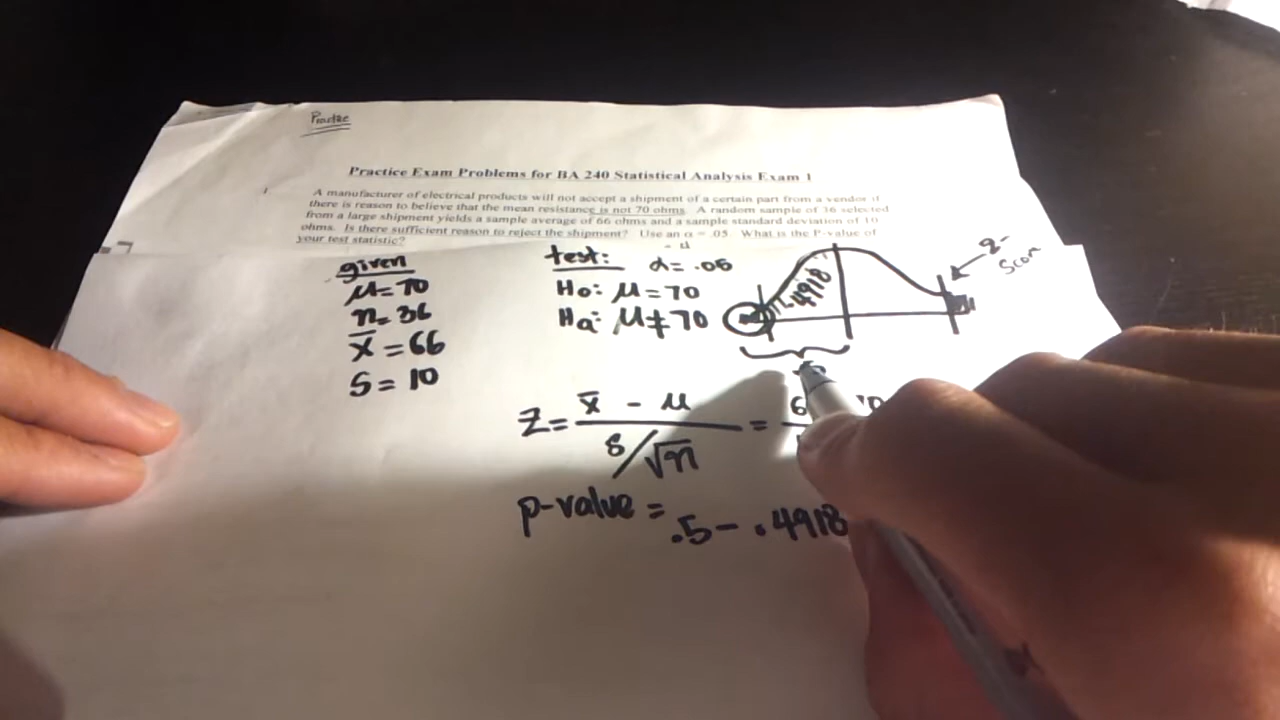 Practice
Practice Exam Problems for BA 240 Statistical Analysis Exam 1
1
A manufacturer of electrical products will not accept a shipment of a certain part from a vendor if
there is reason to believe that the mean resistance is not 70 ohms. A random sample of 36 selected
from a large shipment yields a sample average of 66 ohms and a sample standard deviation of 10
ohms. Is there sufficient reason to reject the shipment? Use an α = .05. What is the P-value of
your test statistic?
given
μ=70
n=36
x̄=66
S=10
test: α=.05
Ho: μ=70
Ha: μ≠70
.4918
z-
Scor
.5
Z= x̄ - μ / s/√n =
p-value = .5 - .4918